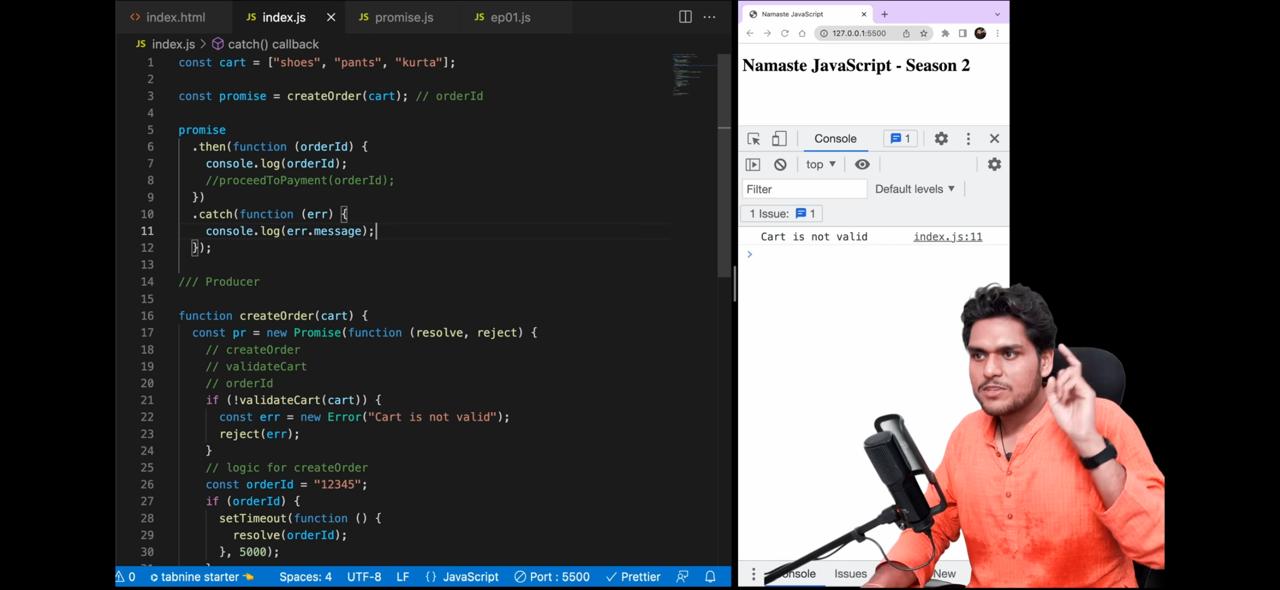 index.html
JS index.js
JS promise.js
JS ep01.js
JS index.js > catch() callback
1 const cart = ["shoes", "pants", "kurta"];
2
3 const promise = createOrder(cart); // orderId
4
5 promise
6 .then(function (orderId) {
7 console.log(orderId);
8 //proceedToPayment(orderId);
9 })
10 .catch(function (err) {
11 console.log(err.message);
12 });
13
14 /// Producer
15
16 function createOrder(cart) {
17 const pr = new Promise(function (resolve, reject) {
18 // createOrder
19 // validateCart
20 // orderId
21 if (!validateCart(cart)) {
22 const err = new Error("Cart is not valid");
23 reject(err);
24 }
25 // logic for createOrder
26 const orderId = "12345";
27 if (orderId) {
28 setTimeout(function () {
29 resolve(orderId);
30 }, 5000);
0 tabnine starter Spaces: 4 UTF-8 LF {} JavaScript Port : 5500 Prettier
Namaste JavaScript
127.0.0.1:5500
Namaste JavaScript - Season 2
Console 1
top
Filter Default levels
1 Issue: 1
Cart is not valid index.js:11
Issues New